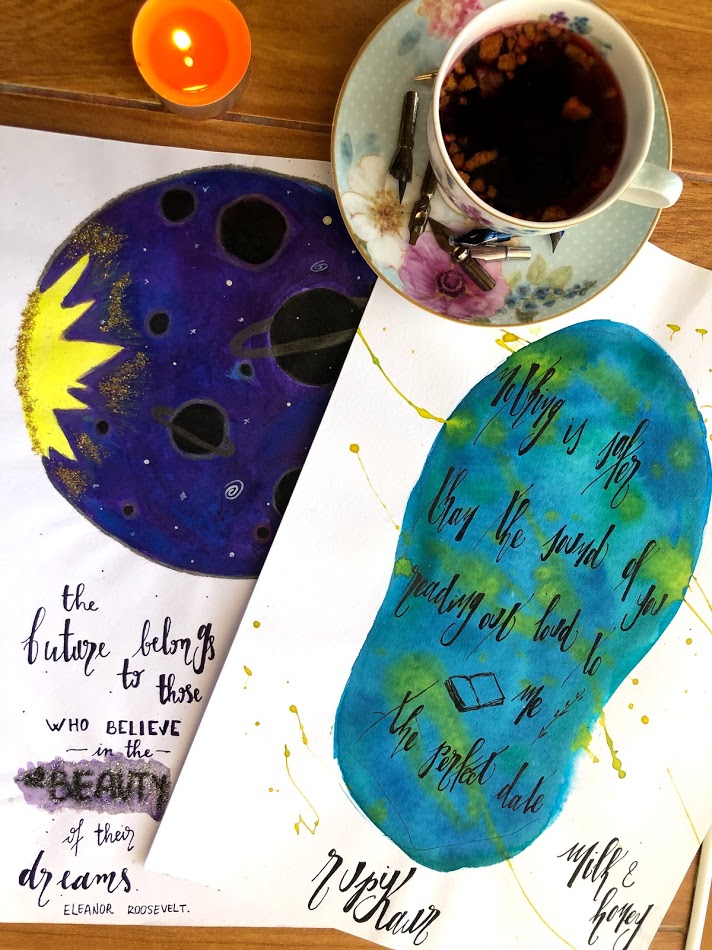 the
future belongs
to those
WHO BELIEVE
— in the —
BEAUTY
of their
dreams
ELEANOR ROOSEVELT.
Nothing is safer
than the sound of you
reading out loud to
me
the perfect date
rupi kaur
Milk &
honey